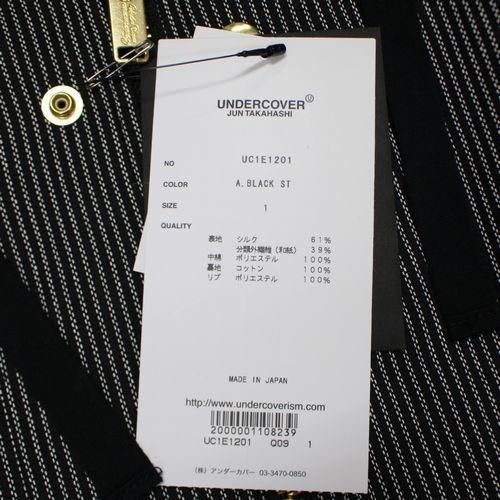 UNDERCOVER
JUN TAKAHASHI
NO UC1E1201
COLOR A.BLACK ST
SIZE 1
QUALITY
表地 シルク 61%
分類外繊維(和紙) 39%
中綿 ポリエステル 100%
裏地 コットン 100%
リブ ポリエステル 100%
MADE IN JAPAN
http://www.undercoverism.com
2000001108239
UC1E1201 Q09 1
(株) アンダーカバー 03-3470-0850